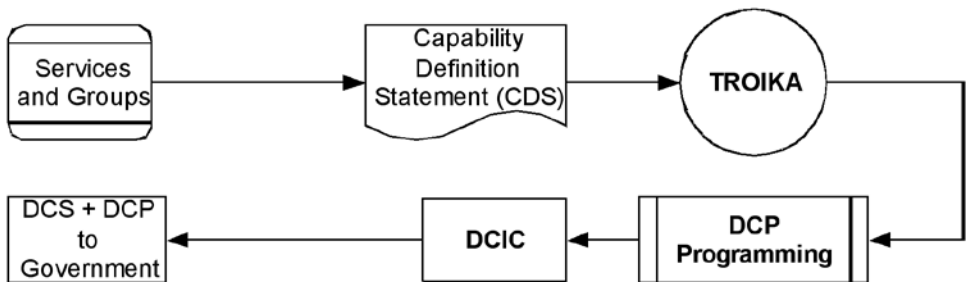 Services
and Groups
Capability
Definition
Statement (CDS)
TROIKA
DCP
Programming
DCIC
DCS + DCP
to
Government